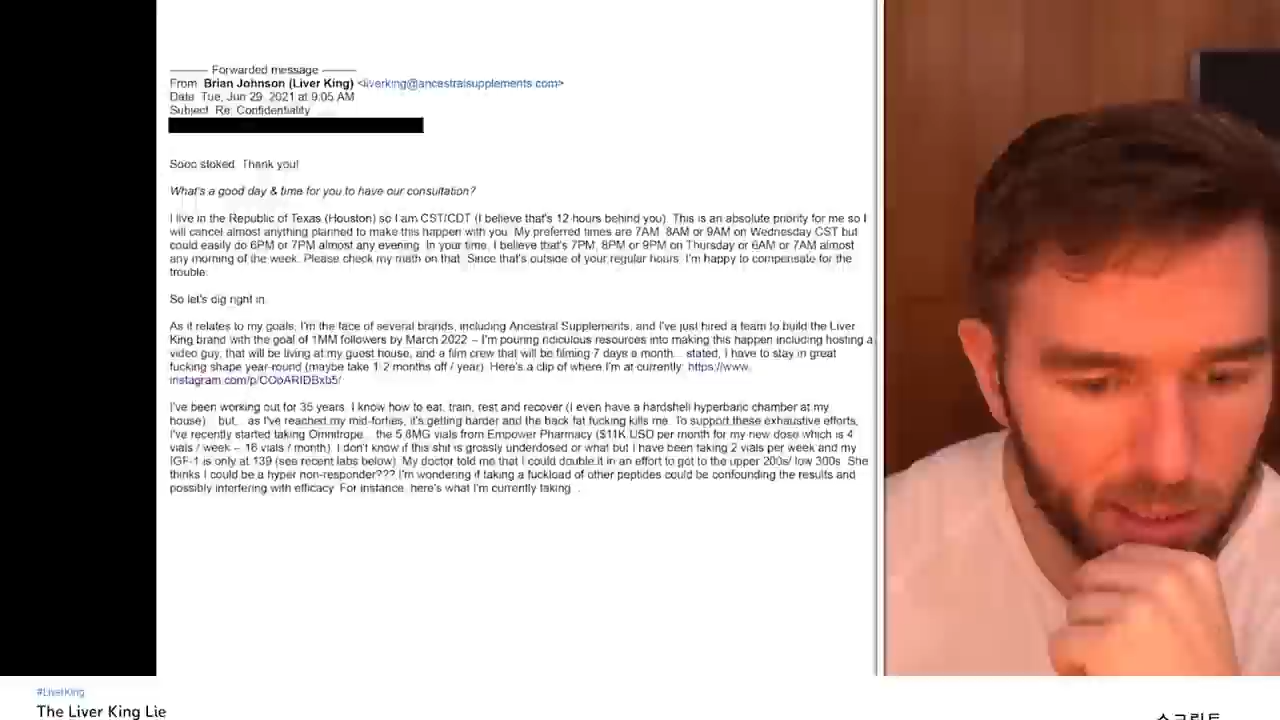 ——— Forwarded message ———
From: Brian Johnson (Liver King) <liverking@ancestralsupplements.com>
Date: Tue, Jun 29, 2021 at 9:05 AM
Subject: Re: Confidentiality
Sooo stoked. Thank you!
What's a good day & time for you to have our consultation?
I live in the Republic of Texas (Houston) so I am CST/CDT (I believe that's 12 hours behind you). This is an absolute priority for me so I
will cancel almost anything planned to make this happen with you. My preferred times are 7AM, 8AM or 9AM on Wednesday CST but
could easily do 6PM or 7PM almost any evening. In your time, I believe that's 7PM, 8PM or 9PM on Thursday or 6AM or 7AM almost
any morning of the week. Please check my math on that. Since that's outside of your regular hours, I'm happy to compensate for the
trouble.
So let's dig right in.
As it relates to my goals, I'm the face of several brands, including Ancestral Supplements, and I've just hired a team to build the Liver
King brand with the goal of 1MM followers by March 2022 – I'm pouring ridiculous resources into making this happen including hosting a
video guy, that will be living at my guest house, and a film crew that will be filming 7 days a month... stated, I have to stay in great
fucking shape year-round (maybe take 1-2 months off / year). Here's a clip of where I'm at currently: https://www.
instagram.com/p/
I've been working out for 35 years. I know how to eat, train, rest and recover (I even have a hardshell hyperbaric chamber at my
house)... but... as I've reached my mid-forties, it's getting harder and the back fat fucking kills me. To support these exhaustive efforts,
I've recently started taking Omnitrope... the 5.8MG vials from Empower Pharmacy ($11K USD per month for my new dose which is 4
vials / week – 16 vials / month). I don't know if this shit is grossly underdosed or what but I have been taking 2 vials per week and my
IGF-1 is only at 139 (see recent labs below). My doctor told me that I could double it in an effort to get to the upper 200s/ low 300s. She
thinks I could be a hyper non-responder??? I'm wondering if taking a fuckload of other peptides could be confounding the results and
possibly interfering with efficacy. For instance, here's what I'm currently taking...
#LiverKing
The Liver King Lie
스크립트